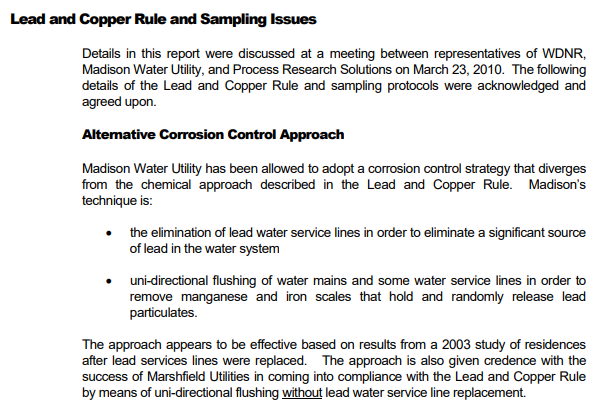 Lead and Copper Rule and Sampling Issues
Details in this report were discussed at a meeting between representatives of WDNR,
Madison Water Utility, and Process Research Solutions on March 23, 2010.  The following
details of the Lead and Copper Rule and sampling protocols were acknowledged and
agreed upon.
Alternative Corrosion Control Approach
Madison Water Utility has been allowed to adopt a corrosion control strategy that diverges
from the chemical approach described in the Lead and Copper Rule.  Madison's
technique is:
• the elimination of lead water service lines in order to eliminate a significant source
of lead in the water system
• uni-directional flushing of water mains and some water service lines in order to
remove manganese and iron scales that hold and randomly release lead
particulates.
The approach appears to be effective based on results from a 2003 study of residences
after lead services lines were replaced.  The approach is also given credence with the
success of Marshfield Utilities in coming into compliance with the Lead and Copper Rule
by means of uni-directional flushing without lead water service line replacement.